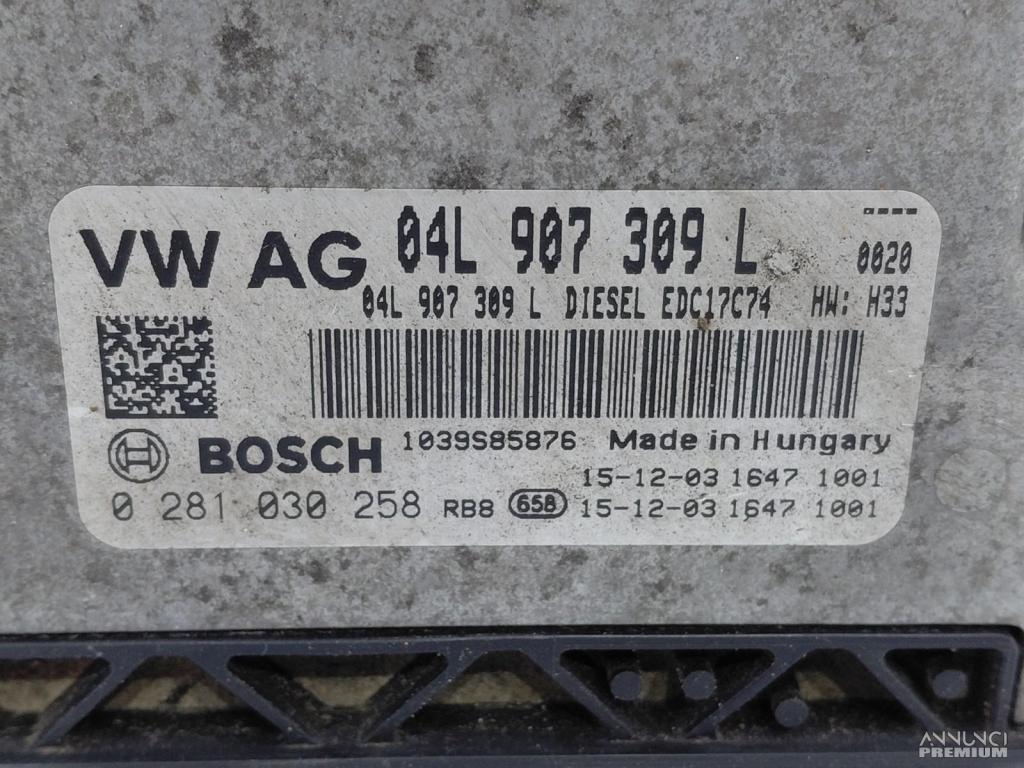 VW AG 04L 907 309 L ----
0020
04L 907 309 L DIESEL EDC17C74 HW: H33
1039S85876 Made in Hungary
BOSCH
15-12-03 1647 1001
0 281 030 258 RB8 658 15-12-03 1647 1001
ANNUNCI
PREMIUM